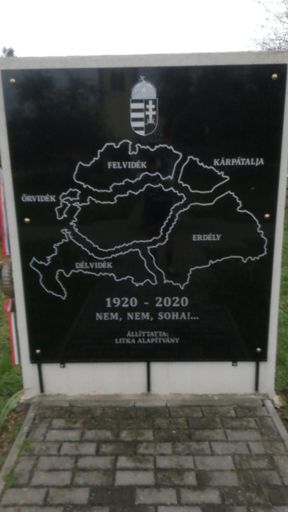 FELVIDÉK
KÁRPÁTALJA
ŐRVIDÉK
ERDÉLY
DÉLVIDÉK
1920 - 2020
NEM, NEM, SOHA!...
ÁLLÍTTATTA:
LITKA ALAPÍTVÁNY